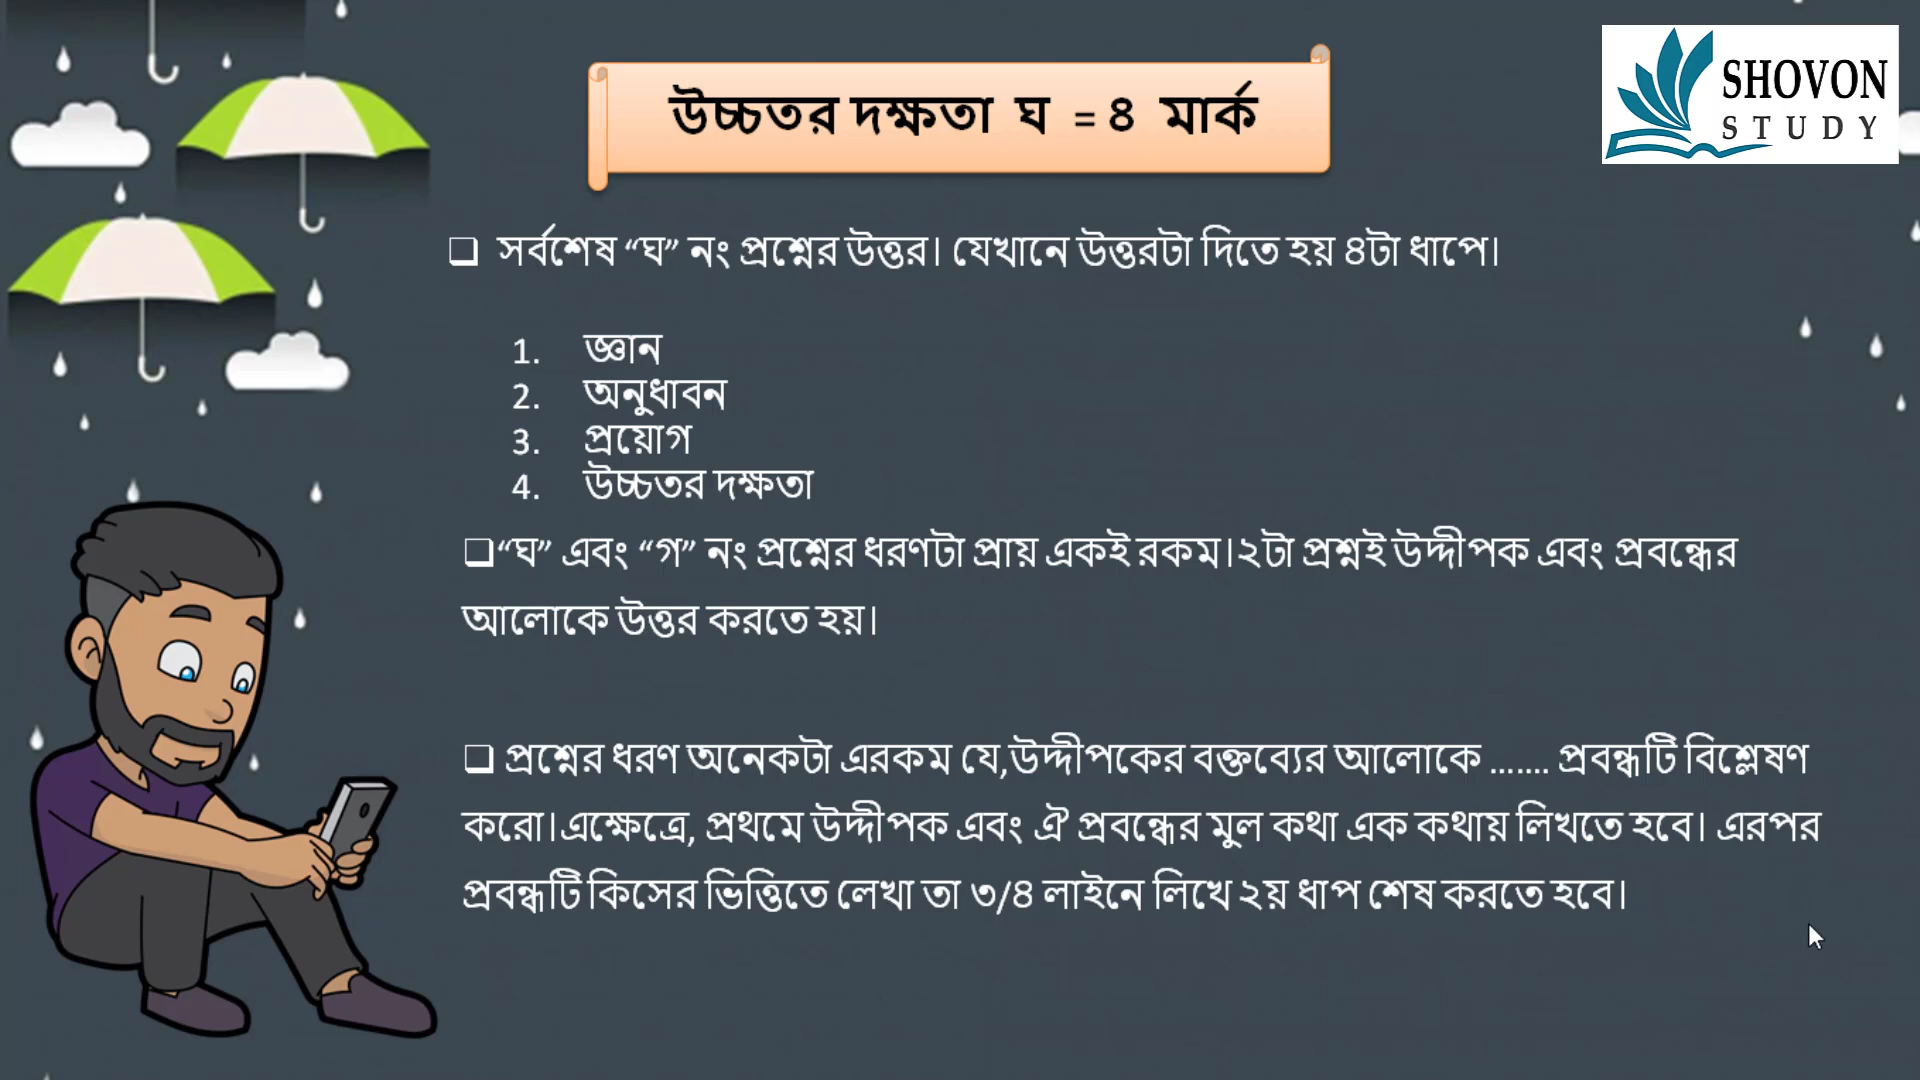 উচ্চতর দক্ষতা ঘ = ৪ মার্ক
SHOVON
STUDY
❑ সর্বশেষ “ঘ” নং প্রশ্নের উত্তর। যেখানে উত্তরটা দিতে হয় ৪টা ধাপে।
1. জ্ঞান
2. অনুধাবন
3. প্রয়োগ
4. উচ্চতর দক্ষতা
❑“ঘ” এবং “গ” নং প্রশ্নের ধরণটা প্রায় একই রকম।২টা প্রশ্নই উদ্দীপক এবং প্রবন্ধের
আলোকে উত্তর করতে হয়।
❑ প্রশ্নের ধরণ অনেকটা এরকম যে,উদ্দীপকের বক্তব্যের আলোকে ....... প্রবন্ধটি বিশ্লেষণ
করো।এক্ষেত্রে, প্রথমে উদ্দীপক এবং ঐ প্রবন্ধের মুল কথা এক কথায় লিখতে হবে। এরপর
প্রবন্ধটি কিসের ভিত্তিতে লেখা তা ৩/৪ লাইনে লিখে ২য় ধাপ শেষ করতে হবে।